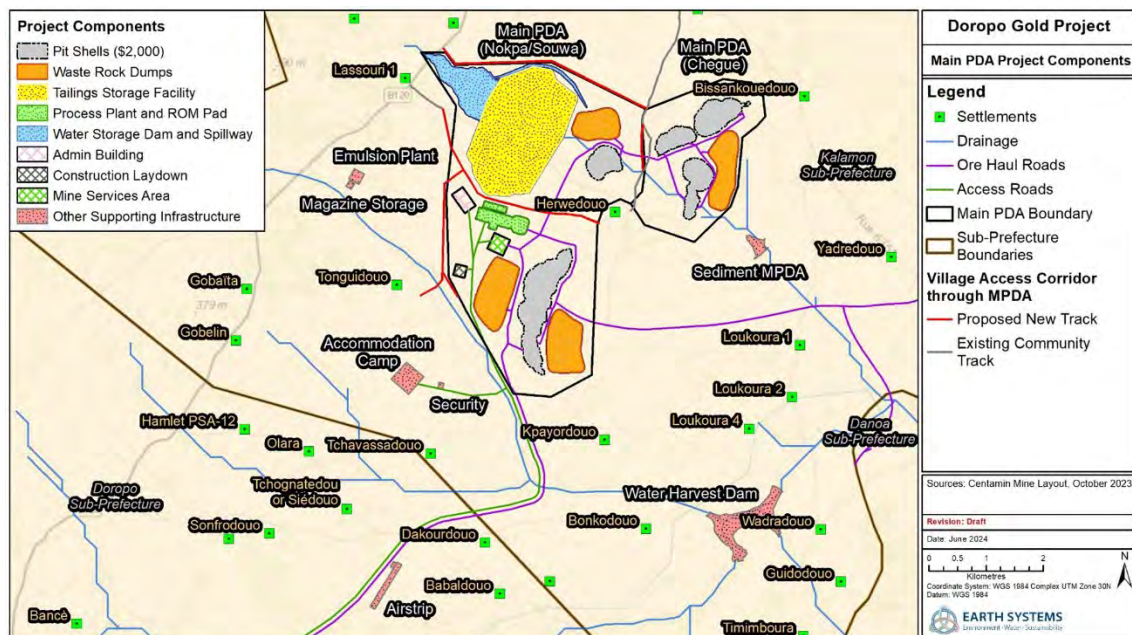 Project Components
Pit Shells ($2,000)
Waste Rock Dumps
Tailings Storage Facility
Process Plant and ROM Pad
Water Storage Dam and Spillway
Admin Building
Construction Laydown
Mine Services Area
Other Supporting Infrastructure
Main PDA
(Nokpa/Souwa)
Main PDA
(Chegue)
Lassouri 1
B120
Bissankouedouo
Emulsion Plant
Kalamon
Sub-Prefecture
Magazine Storage
Herwedouo
Sediment MPDA
Yadredouo
Gobaïta
Tonguidouo
379 m
Gobelin
Accommodation
Camp
Loukoura 1
Security
Loukoura 2
Hamlet PSA-12
Loukoura 4
Danoa
Sub-Prefecture
Olara
Tchavassadouo
Kpayordouo
Doropo
Sub-Prefecture
Tchognatedou
or Siédouo
Water Harvest Dam
Sonfrodouo
Bonkodouo
Wadradouo
Dakourdouo
Guidodouo
Babaldouo
Airstrip
Bancé
Timimboura
Doropo Gold Project
Main PDA Project Components
Legend
Settlements
Drainage
Ore Haul Roads
Access Roads
Main PDA Boundary
Sub-Prefecture
Boundaries
Village Access Corridor
through MPDA
Proposed New Track
Existing Community
Track
Sources: Centamin Mine Layout, October 2023
Revision: Draft
Date: June 2024
0 0.5 1 2
Kilometres
N
Coordinate System: WGS 1984 Complex UTM Zone 30N
Datum: WGS 1984
EARTH SYSTEMS
Environment - Water - Sustainability